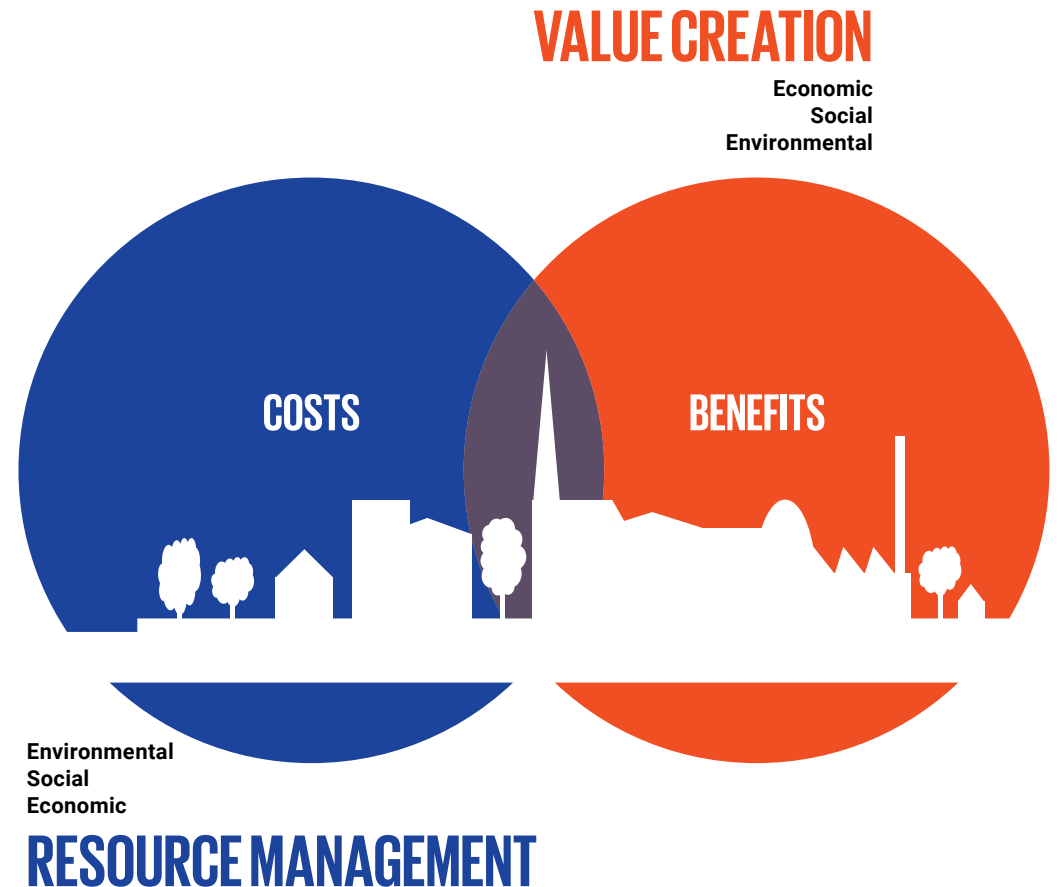 VALUE CREATION
Economic
Social
Environmental
COSTS
BENEFITS
Environmental
Social
Economic
RESOURCE MANAGEMENT